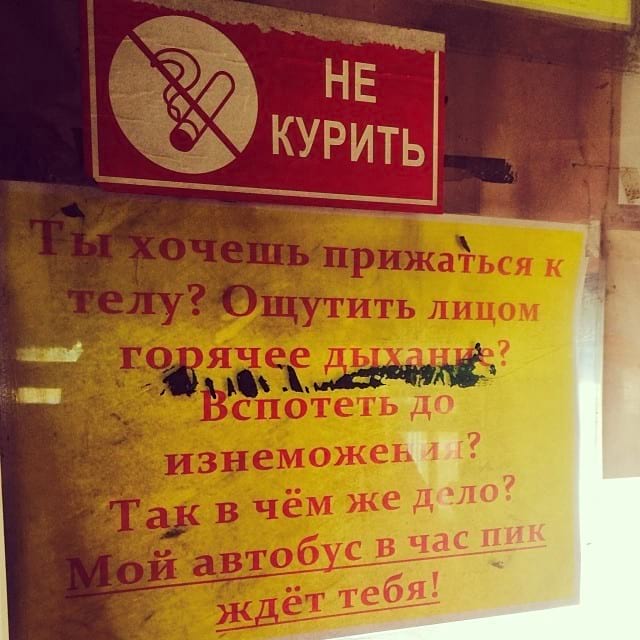 НЕ
КУРИТЬ
Ты хочешь прижаться к
телу? Ощутить лицом
горячее дыхание?
Вспотеть до
изнеможения?
Так в чём же дело?
Мой автобус в час пик
ждёт тебя!